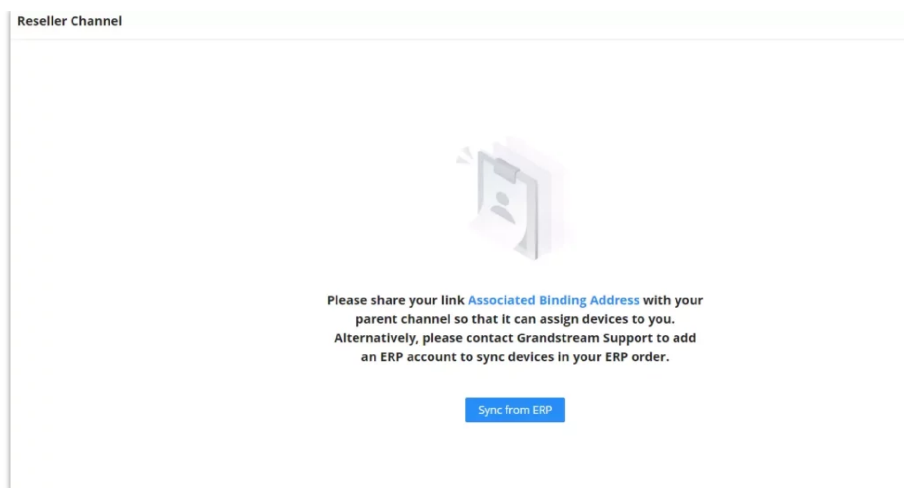 Reseller Channel
Please share your link Associated Binding Address with your
parent channel so that it can assign devices to you.
Alternatively, please contact Grandstream Support to add
an ERP account to sync devices in your ERP order.
Sync from ERP